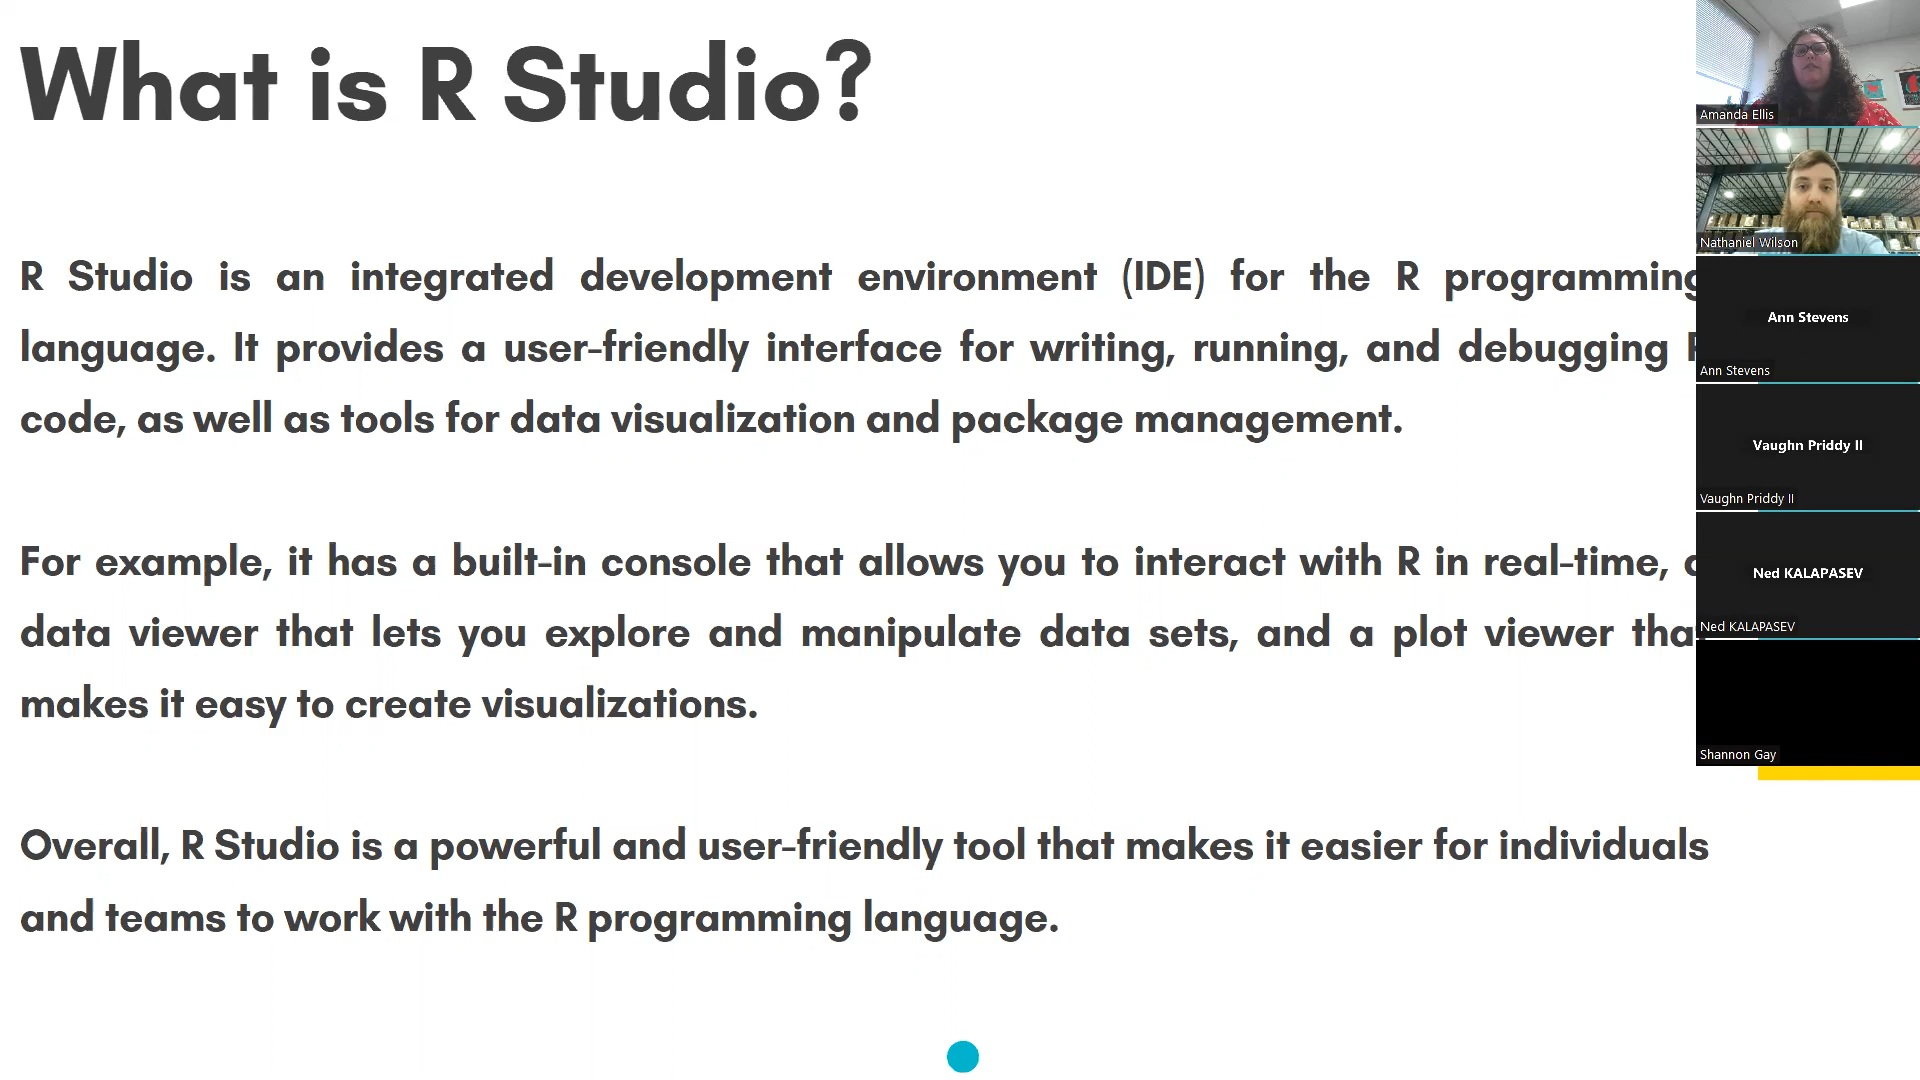 What is R Studio?
R Studio is an integrated development environment (IDE) for the R programming
language. It provides a user-friendly interface for writing, running, and debugging
code, as well as tools for data visualization and package management.
For example, it has a built-in console that allows you to interact with R in real-time,
data viewer that lets you explore and manipulate data sets, and a plot viewer
makes it easy to create visualizations.
Overall, R Studio is a powerful and user-friendly tool that makes it easier for individuals
and teams to work with the R programming language.
Amanda Ellis
Nathaniel Wilson
Ann Stevens
Ann Stevens
Vaughn Priddy II
Vaughn Priddy II
Ned KALAPASEV
Ned KALAPASEV
Shannon Gay